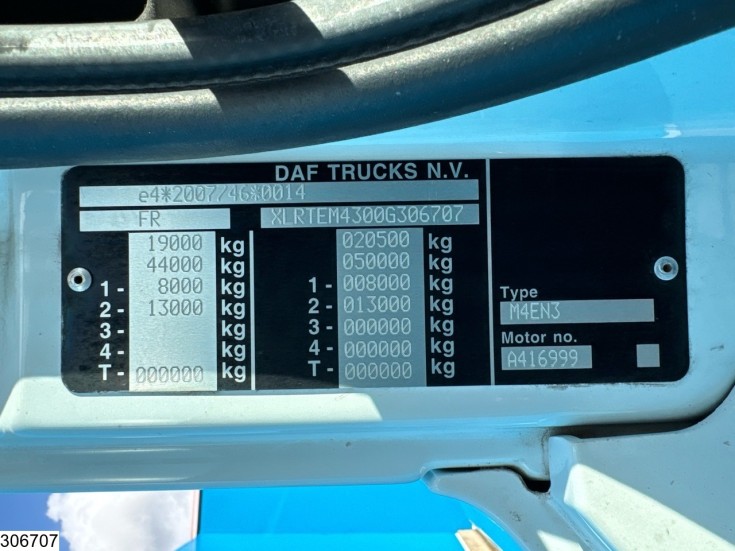 DAF TRUCKS N.V.
e4*2007/46*0014
FR XLRTEM4300G306707
19000 kg 020500 kg
44000 kg 050000 kg
1- 8000 kg 1- 008000 kg
2- 13000 kg 2- 013000 kg
3- kg 3- 000000 kg
4- kg 4- 000000 kg
T- 000000 kg T- 000000 kg
Type
M4EN3
Motor no.
A416999
306707